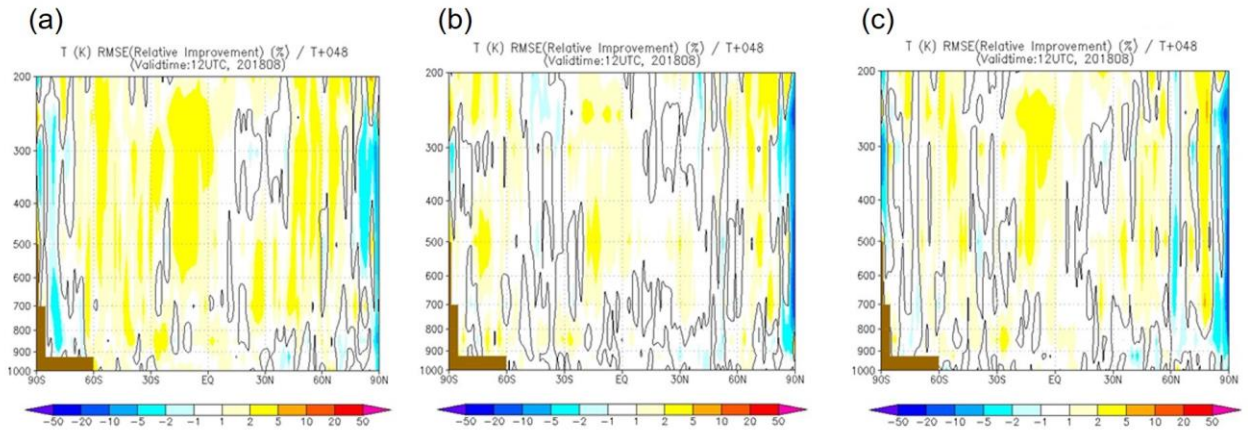 (a)
T (K) RMSE(Relative Improvement) (%) / T+048
(Validtime:12UTC, 201808)
200
300
400
500
600
700
800
900
1000
90S 60S 30S EQ 30N 60N 90N
-50 -20 -10 -5 -2 -1 1 2 5 10 20 50
(b)
T (K) RMSE(Relative Improvement) (%) / T+048
(Validtime:12UTC, 201808)
200
300
400
500
600
700
800
900
1000
90S 60S 30S EQ 30N 60N 90N
-50 -20 -10 -5 -2 -1 1 2 5 10 20 50
(c)
T (K) RMSE(Relative Improvement) (%) / T+048
(Validtime:12UTC, 201808)
200
300
400
500
600
700
800
900
1000
90S 60S 30S EQ 30N 60N 90N
-50 -20 -10 -5 -2 -1 1 2 5 10 20 50